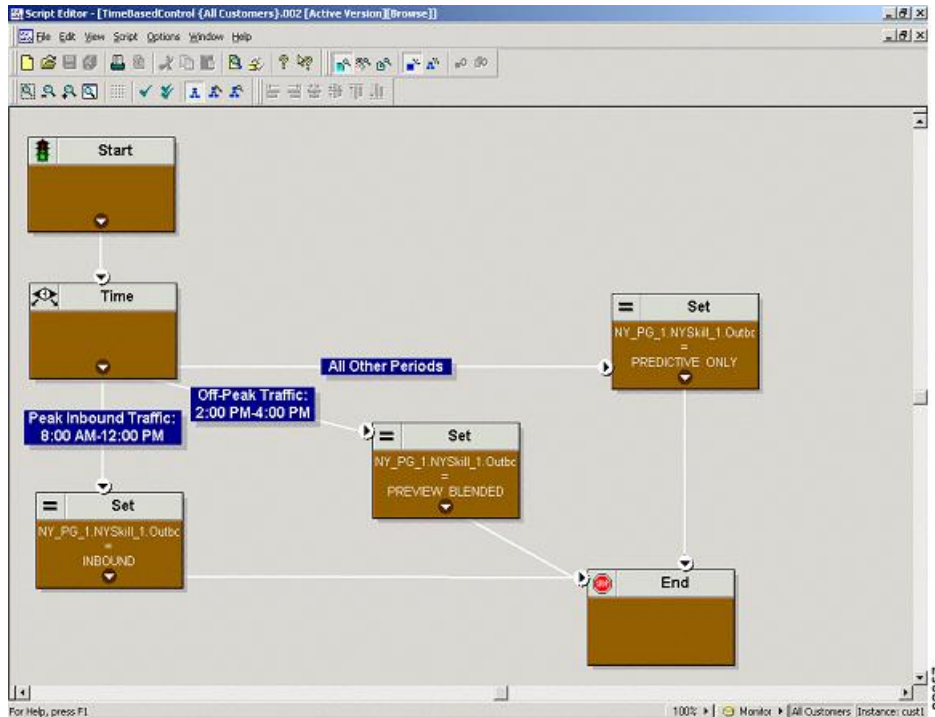 Script Editor - [TimeBasedControl {All Customers}.002 [Active Version][Browse]]
File Edit View Script Options Window Help
Start
Time
Set
NY_PG_1.NYSkill_1.Outbc
=
PREDICTIVE_ONLY
All Other Periods
Off-Peak Traffic:
2:00 PM-4:00 PM
Peak Inbound Traffic:
8:00 AM-12:00 PM
Set
NY_PG_1.NYSkill_1.Outbc
=
PREVIEW_BLENDED
Set
NY_PG_1.NYSkill_1.Outbc
=
INBOUND
End
STOP
For Help, press F1
100% Monitor All Customers Instance: cust1